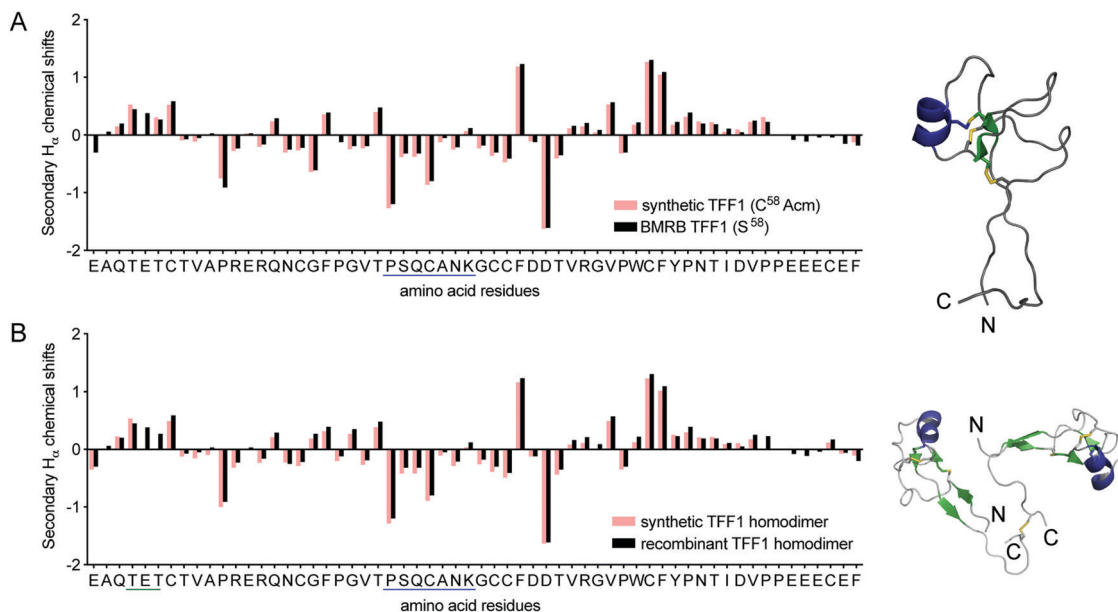 A
Secondary Hα chemical shifts
2
1
0
-1
-2
synthetic TFF1 (C⁵⁸ Acm)
BMRB TFF1 (S⁵⁸)
EAQTETCTVAPRERQNCGFPGVTPSQCANKGCCFDDTVRGVPWCFYPNTIDVPPEEECEF
amino acid residues
C
N
B
Secondary Hα chemical shifts
2
1
0
-1
-2
synthetic TFF1 homodimer
recombinant TFF1 homodimer
EAQTETCTVAPRERQNCGFPGVTPSQCANKGCCFDDTVRGVPWCFYPNTIDVPPEEECEF
amino acid residues
N
N
C
C